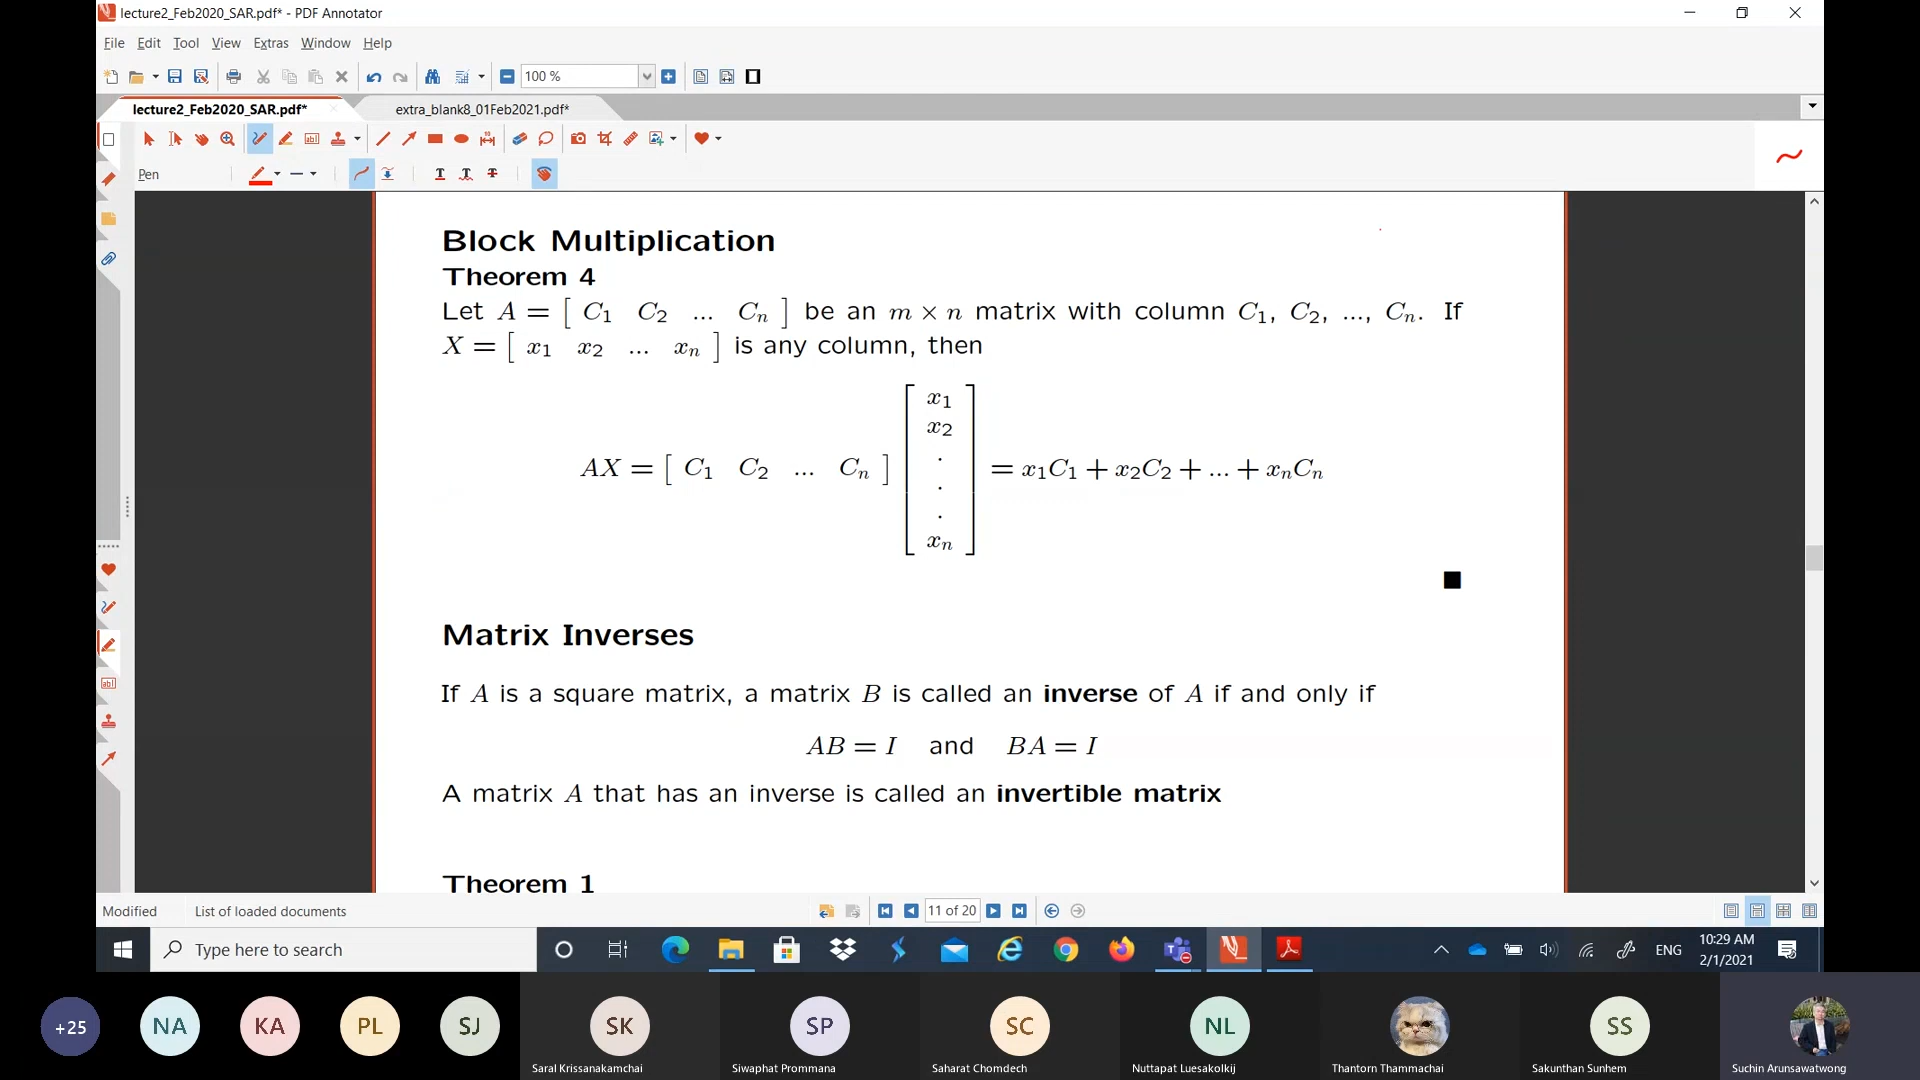 lecture2_Feb2020_SAR.pdf* - PDF Annotator
File Edit Tool View Extras Window Help
100 %
lecture2_Feb2020_SAR.pdf* extra_blank8_01Feb2021.pdf*
Pen
Block Multiplication
Theorem 4
Let A = [ C₁ C₂ ... Cₙ ] be an m × n matrix with column C₁, C₂, ..., Cₙ. If
X = [ x₁ x₂ ... xₙ ] is any column, then
AX = [ C₁ C₂ ... Cₙ ] [ x₁ x₂ . . . xₙ ] = x₁C₁ + x₂C₂ + ... + xₙCₙ
■
Matrix Inverses
If A is a square matrix, a matrix B is called an inverse of A if and only if
AB = I and BA = I
A matrix A that has an inverse is called an invertible matrix
Theorem 1
Modified List of loaded documents 11 of 20
Type here to search
ENG
10:29 AM
2/1/2021
+25 NA KA PL SJ SK SP SC NL SS
Saral Krissanakamchai Siwaphat Prommana Saharat Chomdech Nuttapat Luesakolkij Thantorn Thammachai Sakunthan Sunhem Suchin Arunsawatwong